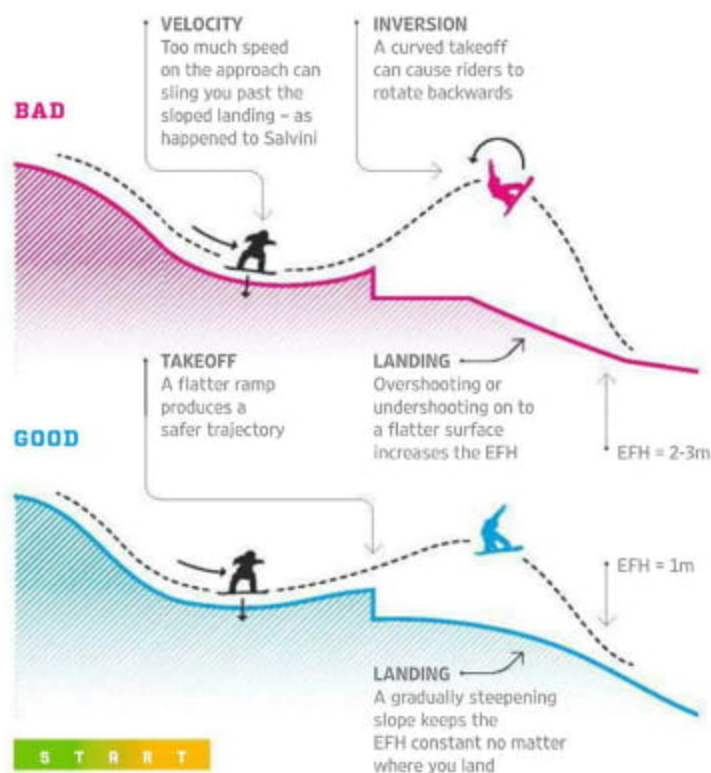 VELOCITY
Too much speed
on the approach can
sling you past the
sloped landing – as
happened to Salvini
INVERSION
A curved takeoff
can cause riders to
rotate backwards
BAD
TAKEOFF
A flatter ramp
produces a
safer trajectory
LANDING
Overshooting or
undershooting on to
a flatter surface
increases the EFH
EFH = 2-3m
GOOD
EFH = 1m
LANDING
A gradually steepening
slope keeps the
EFH constant no matter
where you land
START